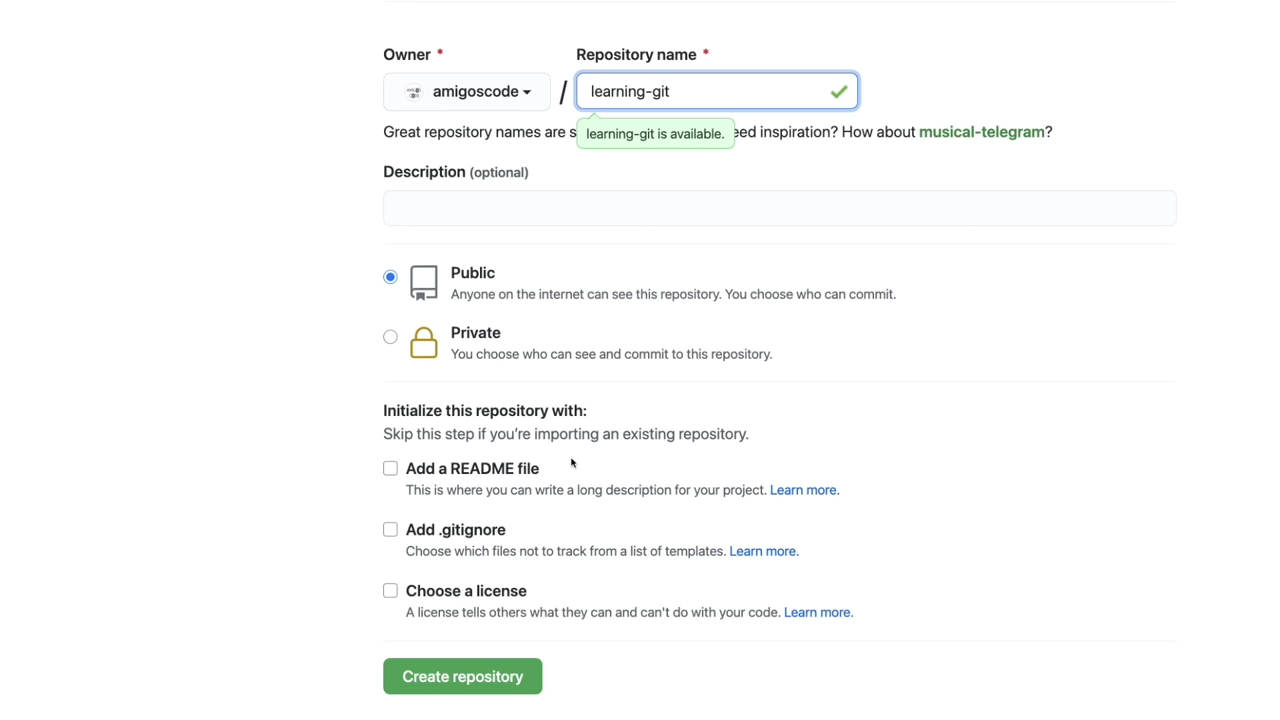 Owner * Repository name *
amigoscode / learning-git
Great repository names are s learning-git is available. eed inspiration? How about musical-telegram?
Description (optional)
Public
Anyone on the internet can see this repository. You choose who can commit.
Private
You choose who can see and commit to this repository.
Initialize this repository with:
Skip this step if you're importing an existing repository.
Add a README file
This is where you can write a long description for your project. Learn more.
Add .gitignore
Choose which files not to track from a list of templates. Learn more.
Choose a license
A license tells others what they can and can't do with your code. Learn more.
Create repository